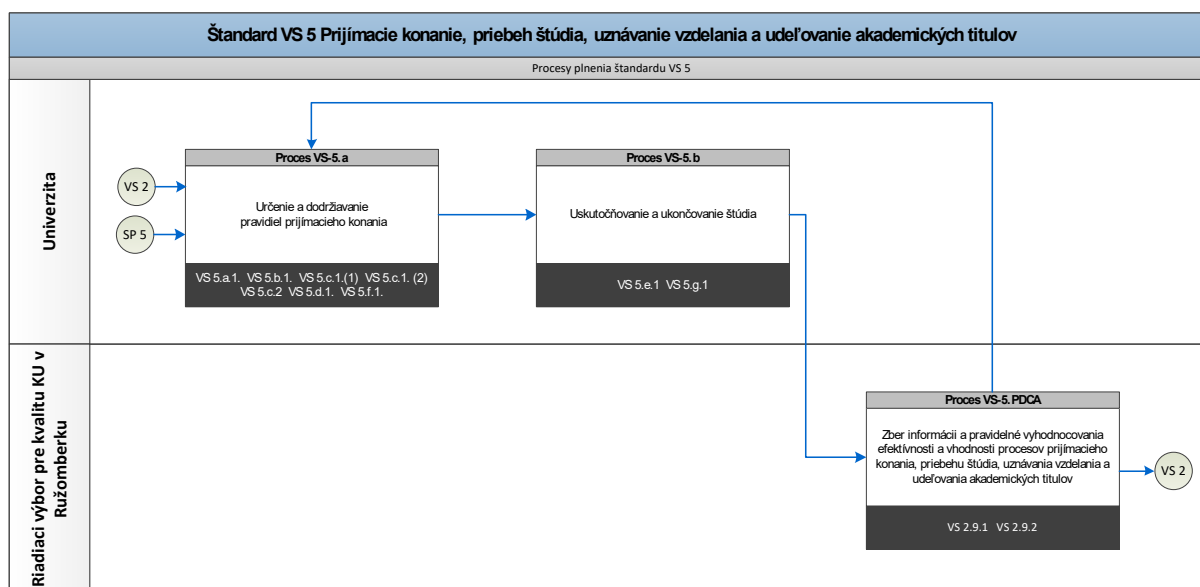 Štandard VS 5 Prijímacie konanie, priebeh štúdia, uznávanie vzdelania a udeľovanie akademických titulov
Procesy plnenia štandardu VS 5
Univerzita
VS 2
SP 5
Proces VS-5. a
Určenie a dodržiavanie
pravidiel prijímacieho konania
VS 5.a.1. VS 5.b.1. VS 5.c.1.(1) VS 5.c.1. (2)
VS 5.c.2 VS 5.d.1. VS 5.f.1.
Proces VS-5. b
Uskutočňovanie a ukončovanie štúdia
VS 5.e.1 VS 5.g.1
Riadiaci výbor pre kvalitu KU v
Ružomberku
Proces VS-5. PDCA
Zber informácii a pravidelné vyhodnocovania
efektívnosti a vhodnosti procesov prijímacieho
konania, priebehu štúdia, uznávania vzdelania a
udeľovania akademických titulov
VS 2.9.1 VS 2.9.2
VS 2